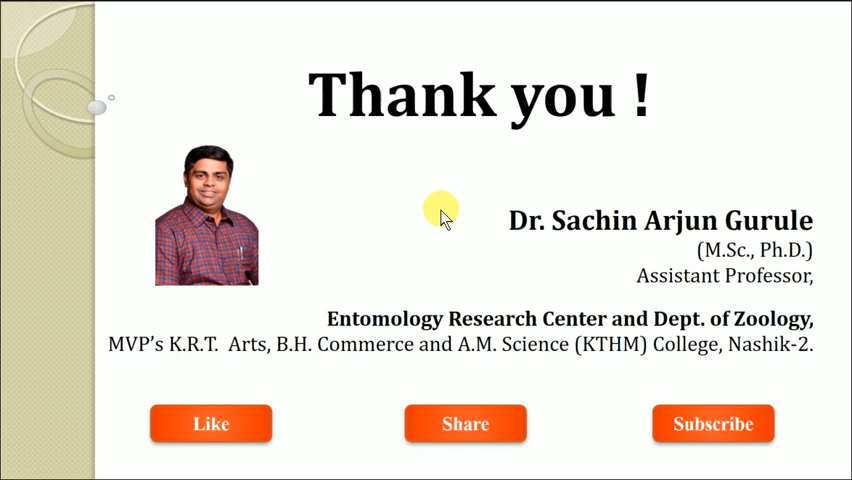 Thank you !
Dr. Sachin Arjun Gurule
(M.Sc., Ph.D.)
Assistant Professor,
Entomology Research Center and Dept. of Zoology,
MVP's K.R.T. Arts, B.H. Commerce and A.M. Science (KTHM) College, Nashik-2.
Like
Share
Subscribe